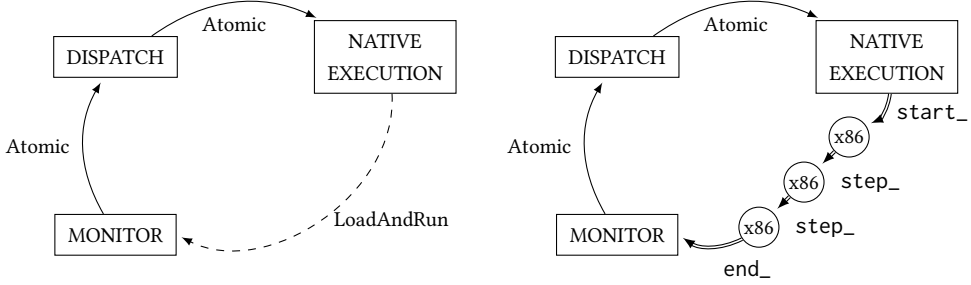 Atomic
DISPATCH
NATIVE
EXECUTION
Atomic
LoadAndRun
MONITOR
Atomic
DISPATCH
NATIVE
EXECUTION
start_
x86
Atomic
x86
step_
x86
step_
MONITOR
end_